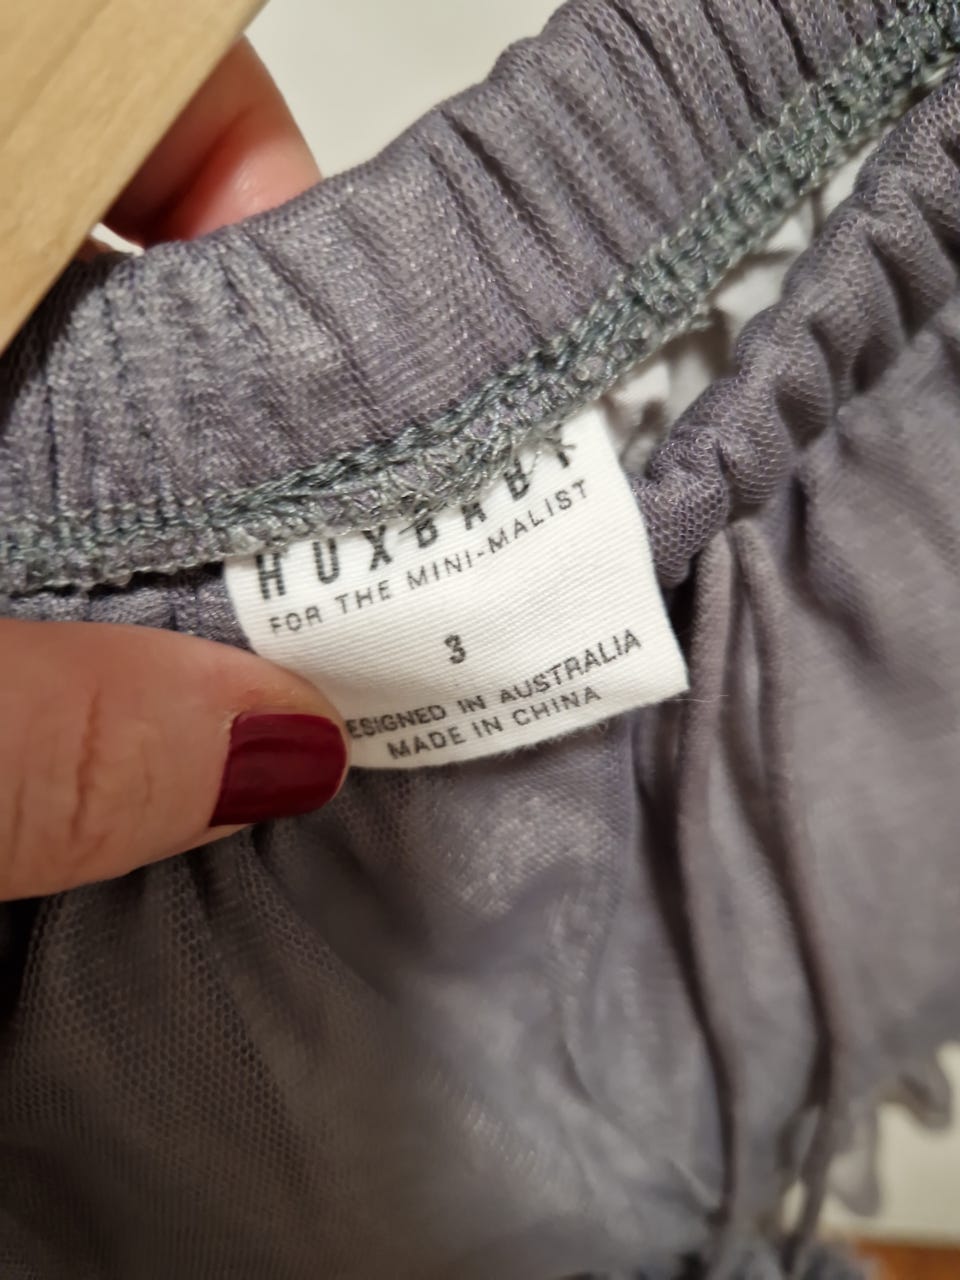 HUXBABY
FOR THE MINI-MALIST
3
ESIGNED IN AUSTRALIA
MADE IN CHINA